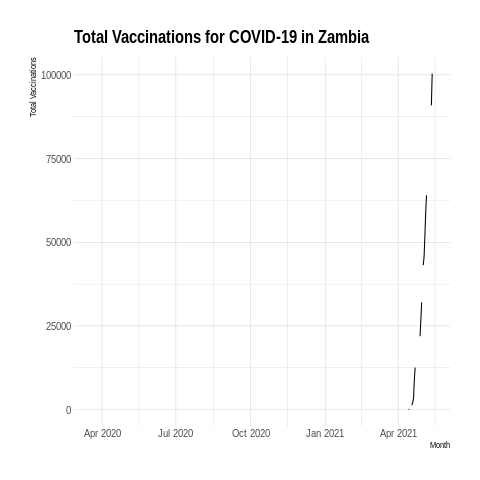 Total Vaccinations for COVID-19 in Zambia
Total Vaccinations
100000
75000
50000
25000
0
Apr 2020 Jul 2020 Oct 2020 Jan 2021 Apr 2021
Month